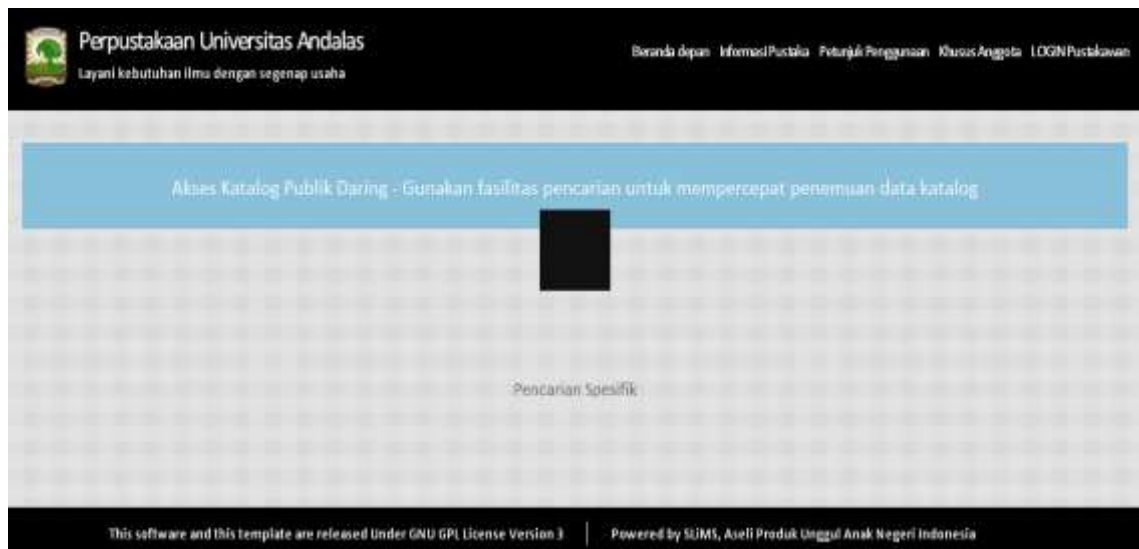 Perpustakaan Universitas Andalas
Layani kebutuhan ilmu dengan segenap usaha
Beranda depan Informasi Pustaka Petunjuk Penggunaan Khusus Anggota LOGIN Pustakawan
Akses Katalog Publik Daring - Gunakan fasilitas pencarian untuk mempercepat penemuan data katalog
Pencarian Spesifik
This software and this template are released Under GNU GPL License Version 3
Powered by SLiMS, Aseli Produk Unggul Anak Negeri Indonesia